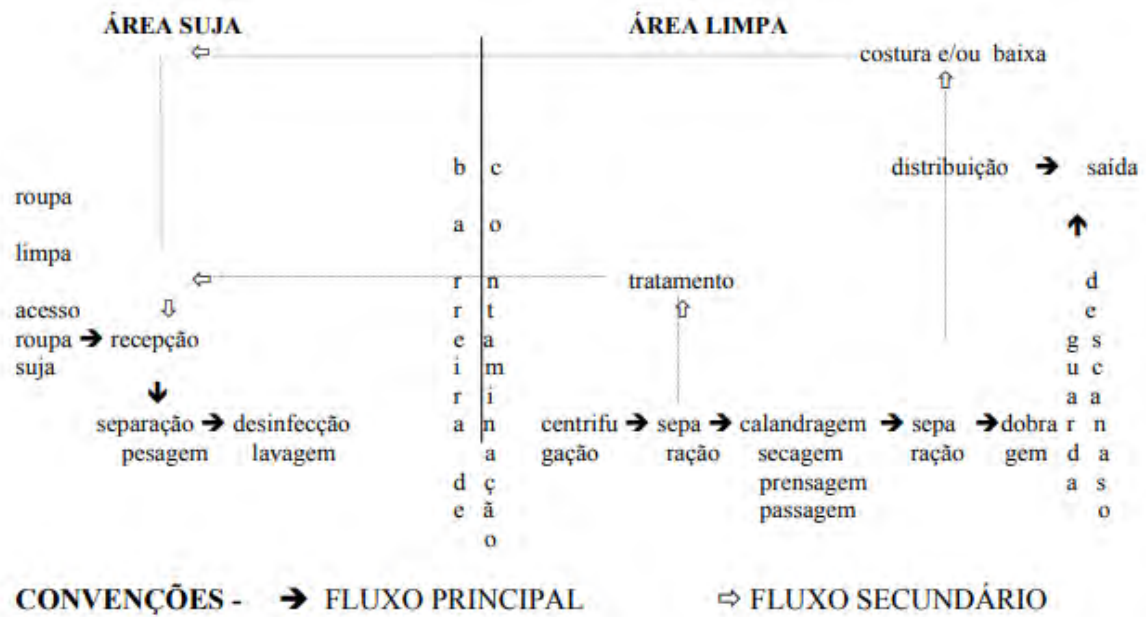 ÁREA SUJA
ÁREA LIMPA
costura e/ou baixa
b c
distribuição ➔ saída
roupa
a o
limpa
r n
tratamento
d
acesso
r t
e
roupa ➔ recepção
e a
g s
suja
i m
u c
r i
a a
separação ➔ desinfecção
a n
centrifu ➔ sepa ➔ calandragem ➔ sepa ➔ dobra
r n
pesagem lavagem
a
gação ração secagem ração gem
d a
d ç
prensagem
a s
e ã
passagem
o
o
CONVENÇÕES - ➔ FLUXO PRINCIPAL ⇨ FLUXO SECUNDÁRIO